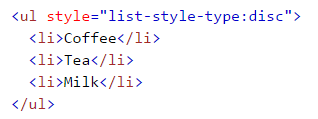 <ul style="list-style-type:disc">
  <li>Coffee</li>
  <li>Tea</li>
  <li>Milk</li>
</ul>